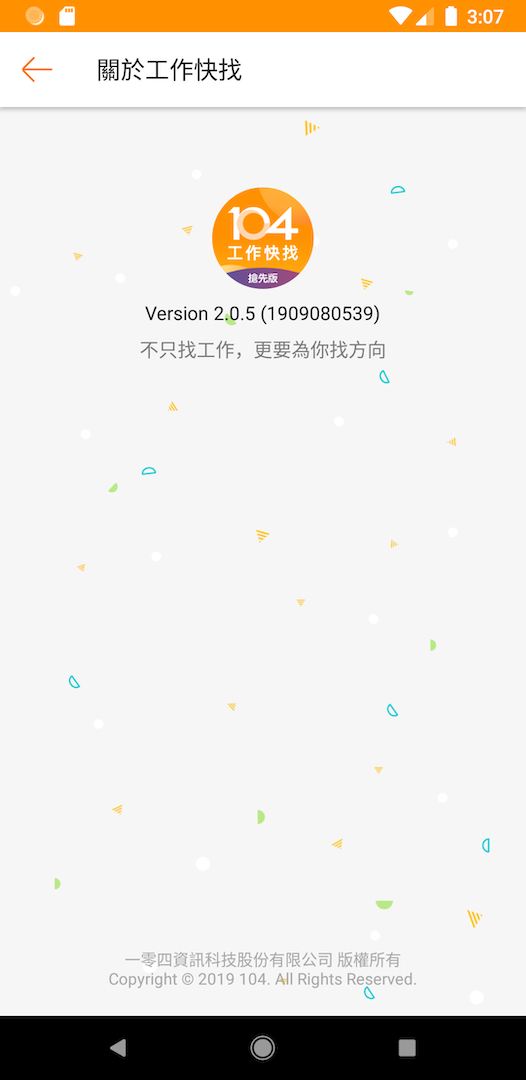 3:07
關於工作快找
104
工作快找
搶先版
Version 2.0.5 (1909080539)
不只找工作，更要為你找方向
一零四資訊科技股份有限公司 版權所有
Copyright © 2019 104. All Rights Reserved.